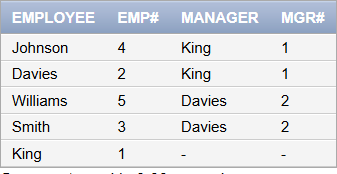 EMPLOYEE EMP# MANAGER MGR#
Johnson 4 King 1
Davies 2 King 1
Williams 5 Davies 2
Smith 3 Davies 2
King 1 - -